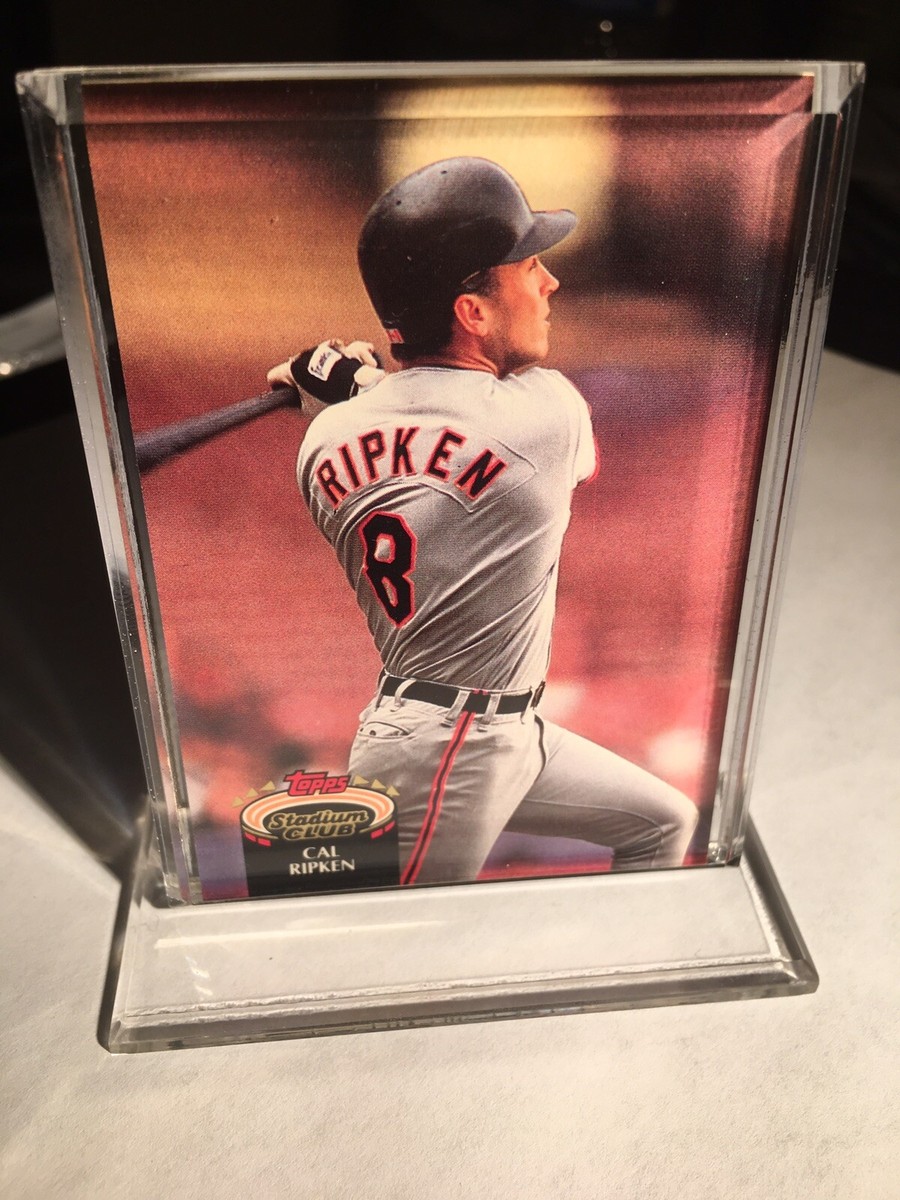 RIPKEN
8
TOPPS
Stadium
CLUB
CAL
RIPKEN